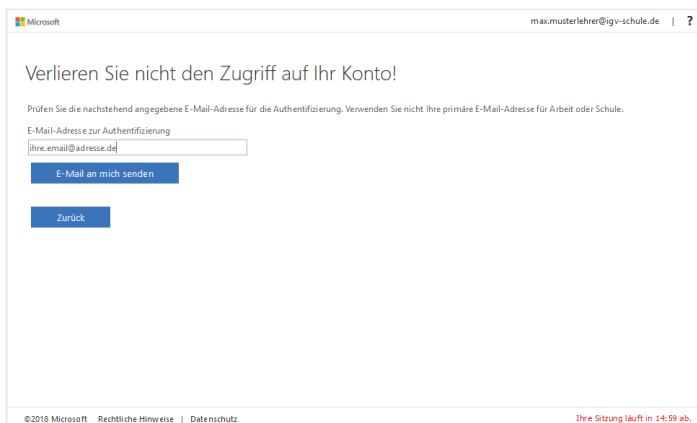 Microsoft max.musterlehrer@igv-schule.de | ?
Verlieren Sie nicht den Zugriff auf Ihr Konto!
Prüfen Sie die nachstehend angegebene E-Mail-Adresse für die Authentifizierung. Verwenden Sie nicht Ihre primäre E-Mail-Adresse für Arbeit oder Schule.
E-Mail-Adresse zur Authentifizierung
ihre.email@adresse.de
E-Mail an mich senden
Zurück
©2018 Microsoft Rechtliche Hinweise | Datenschutz Ihre Sitzung läuft in 14:59 ab.